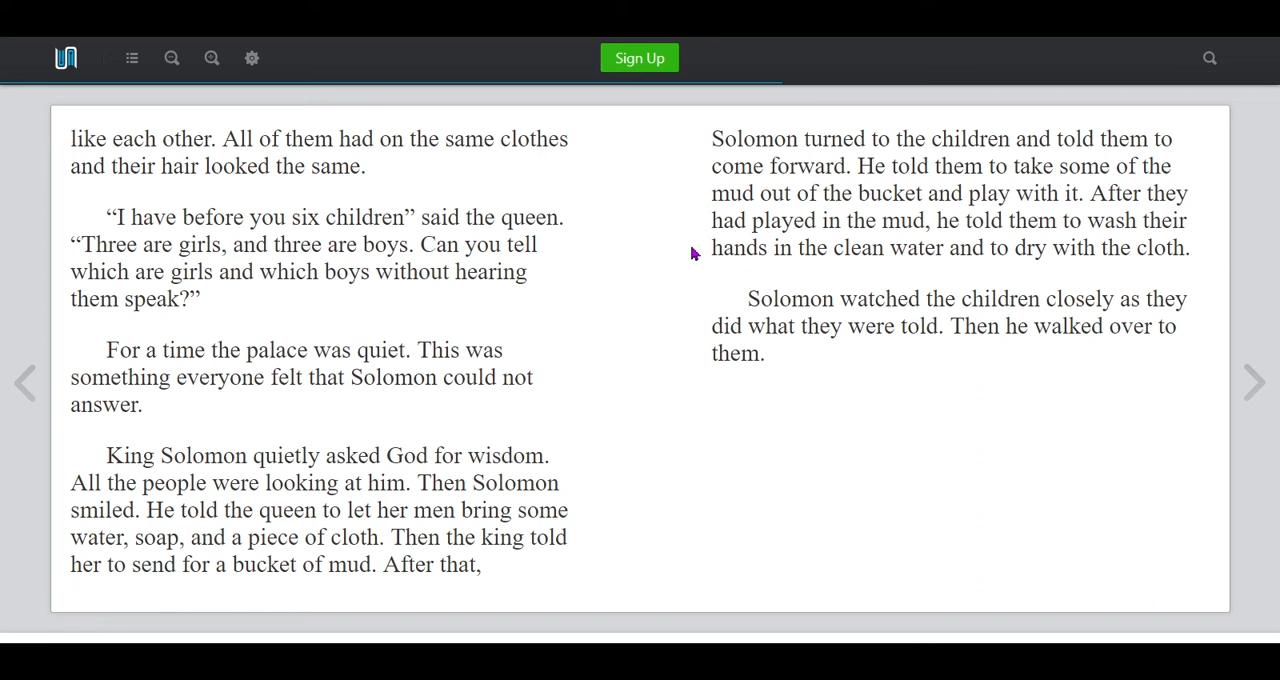 Sign Up
like each other. All of them had on the same clothes
and their hair looked the same.
“I have before you six children” said the queen.
“Three are girls, and three are boys. Can you tell
which are girls and which boys without hearing
them speak?”
For a time the palace was quiet. This was
something everyone felt that Solomon could not
answer.
King Solomon quietly asked God for wisdom.
All the people were looking at him. Then Solomon
smiled. He told the queen to let her men bring some
water, soap, and a piece of cloth. Then the king told
her to send for a bucket of mud. After that,
Solomon turned to the children and told them to
come forward. He told them to take some of the
mud out of the bucket and play with it. After they
had played in the mud, he told them to wash their
hands in the clean water and to dry with the cloth.
Solomon watched the children closely as they
did what they were told. Then he walked over to
them.